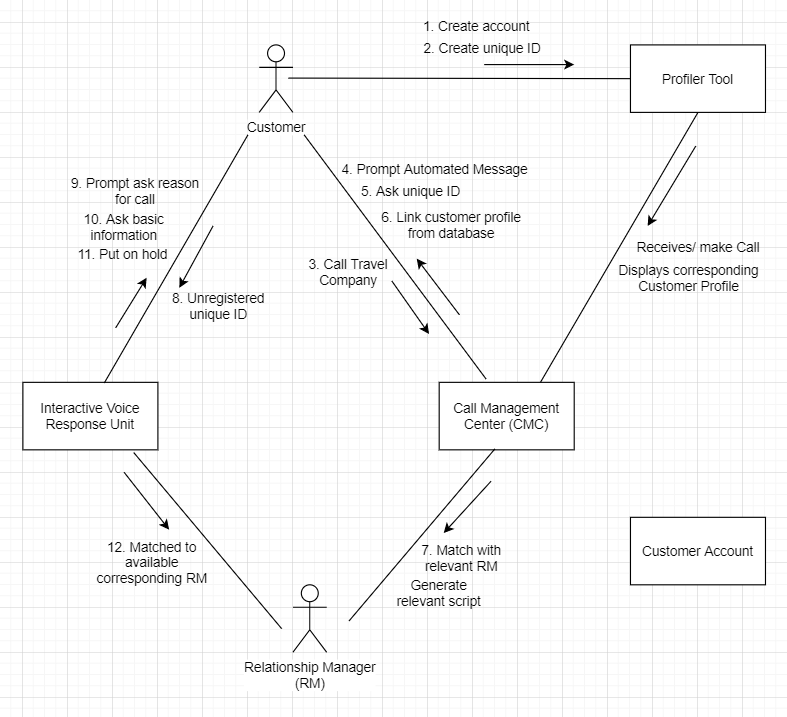 1. Create account
2. Create unique ID
Profiler Tool
Customer
4. Prompt Automated Message
5. Ask unique ID
6. Link customer profile
from database
9. Prompt ask reason
for call
10. Ask basic
information
11. Put on hold
Receives/ make Call
Displays corresponding
Customer Profile
3. Call Travel
Company
8. Unregistered
unique ID
Interactive Voice
Response Unit
Call Management
Center (CMC)
12. Matched to
available
corresponding RM
7. Match with
relevant RM
Generate
relevant script
Customer Account
Relationship Manager
(RM)